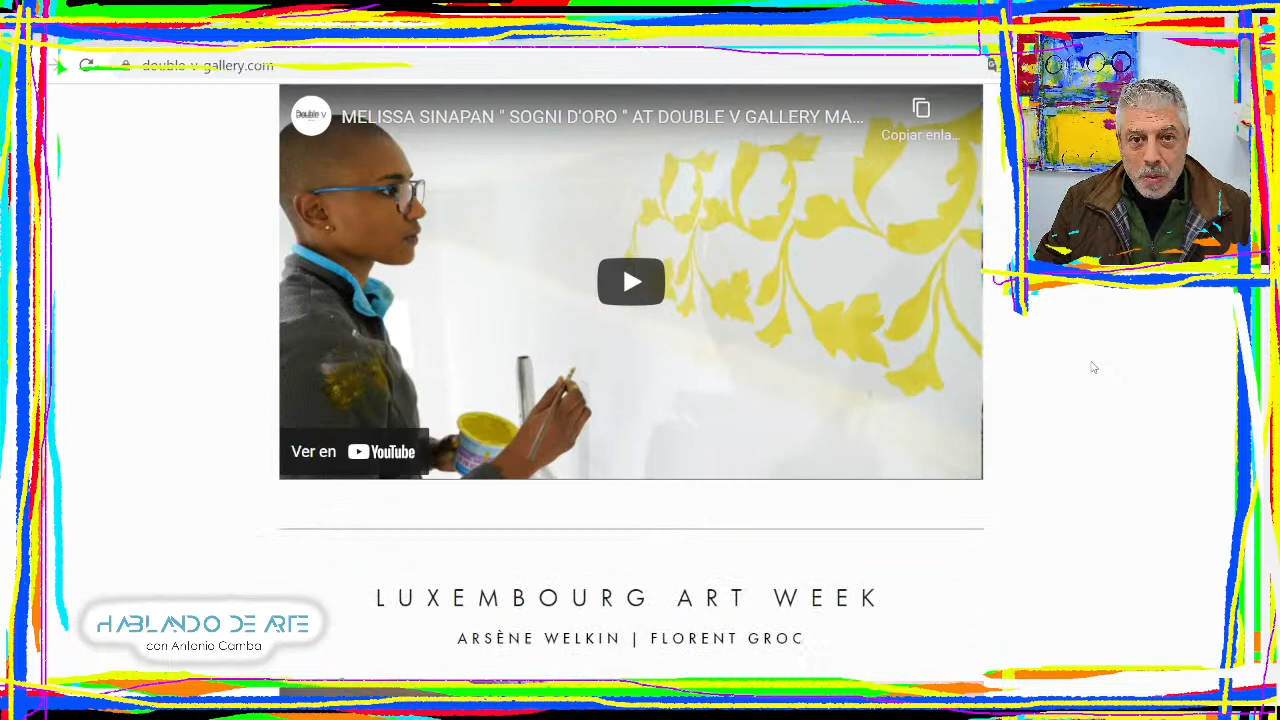 double-v-gallery.com
Double V
MELISSA SINAPAN " SOGNI D'ORO " AT DOUBLE V GALLERY MA...
Copiar enla...
Ver en YouTube
LUXEMBOURG ART WEEK
ARSÈNE WELKIN | FLORENT GROC
HABLANDO DE ARTE
con Antonio Camba